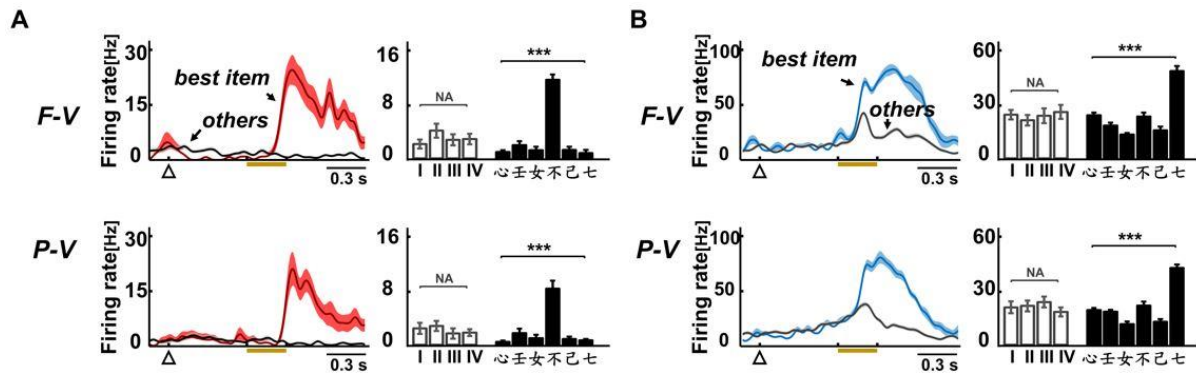 A
F-V
Firing rate[Hz]
30
15
0
best item
others
△
0.3 s
16
8
0
NA
***
I II III IV 心 壬 女 不 己 七
P-V
Firing rate[Hz]
30
15
0
△
0.3 s
16
8
0
NA
***
I II III IV 心 壬 女 不 己 七
B
F-V
Firing rate[Hz]
100
50
0
best item
others
△
0.3 s
60
30
0
NA
***
I II III IV 心 壬 女 不 己 七
P-V
Firing rate[Hz]
100
50
0
△
0.3 s
60
30
0
NA
***
I II III IV 心 壬 女 不 己 七